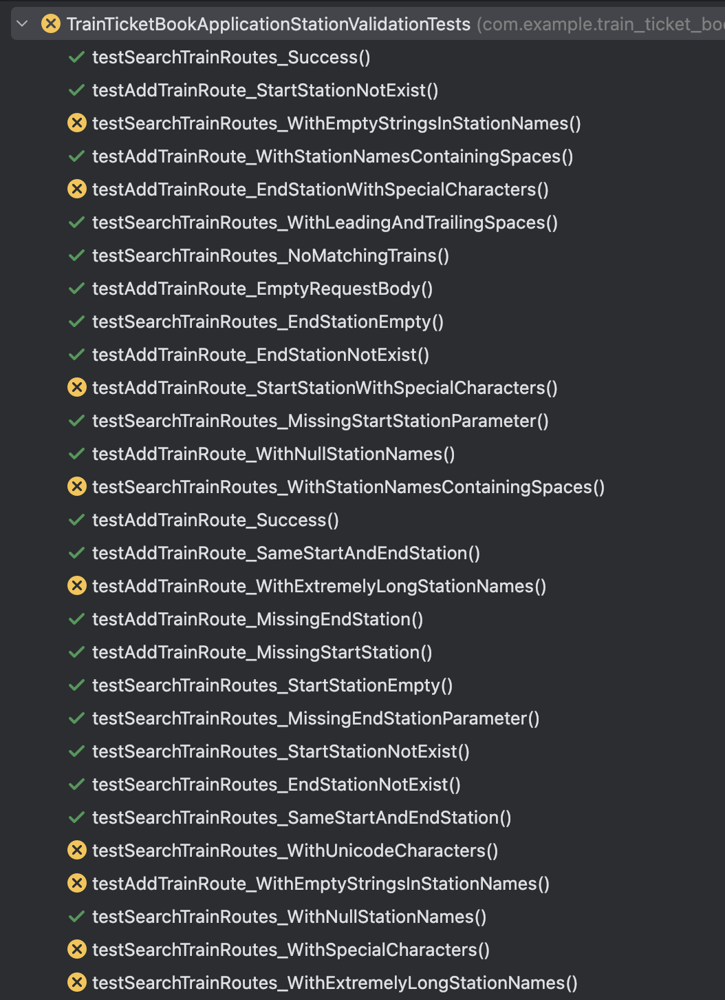 TrainTicketBookApplicationStationValidationTests (com.example.train_ticket_boo
testSearchTrainRoutes_Success()
testAddTrainRoute_StartStationNotExist()
testSearchTrainRoutes_WithEmptyStringsInStationNames()
testAddTrainRoute_WithStationNamesContainingSpaces()
testAddTrainRoute_EndStationWithSpecialCharacters()
testSearchTrainRoutes_WithLeadingAndTrailingSpaces()
testSearchTrainRoutes_NoMatchingTrains()
testAddTrainRoute_EmptyRequestBody()
testSearchTrainRoutes_EndStationEmpty()
testAddTrainRoute_EndStationNotExist()
testAddTrainRoute_StartStationWithSpecialCharacters()
testSearchTrainRoutes_MissingStartStationParameter()
testAddTrainRoute_WithNullStationNames()
testSearchTrainRoutes_WithStationNamesContainingSpaces()
testAddTrainRoute_Success()
testAddTrainRoute_SameStartAndEndStation()
testAddTrainRoute_WithExtremelyLongStationNames()
testAddTrainRoute_MissingEndStation()
testAddTrainRoute_MissingStartStation()
testSearchTrainRoutes_StartStationEmpty()
testSearchTrainRoutes_MissingEndStationParameter()
testSearchTrainRoutes_StartStationNotExist()
testSearchTrainRoutes_EndStationNotExist()
testSearchTrainRoutes_SameStartAndEndStation()
testSearchTrainRoutes_WithUnicodeCharacters()
testAddTrainRoute_WithEmptyStringsInStationNames()
testSearchTrainRoutes_WithNullStationNames()
testSearchTrainRoutes_WithSpecialCharacters()
testSearchTrainRoutes_WithExtremelyLongStationNames()